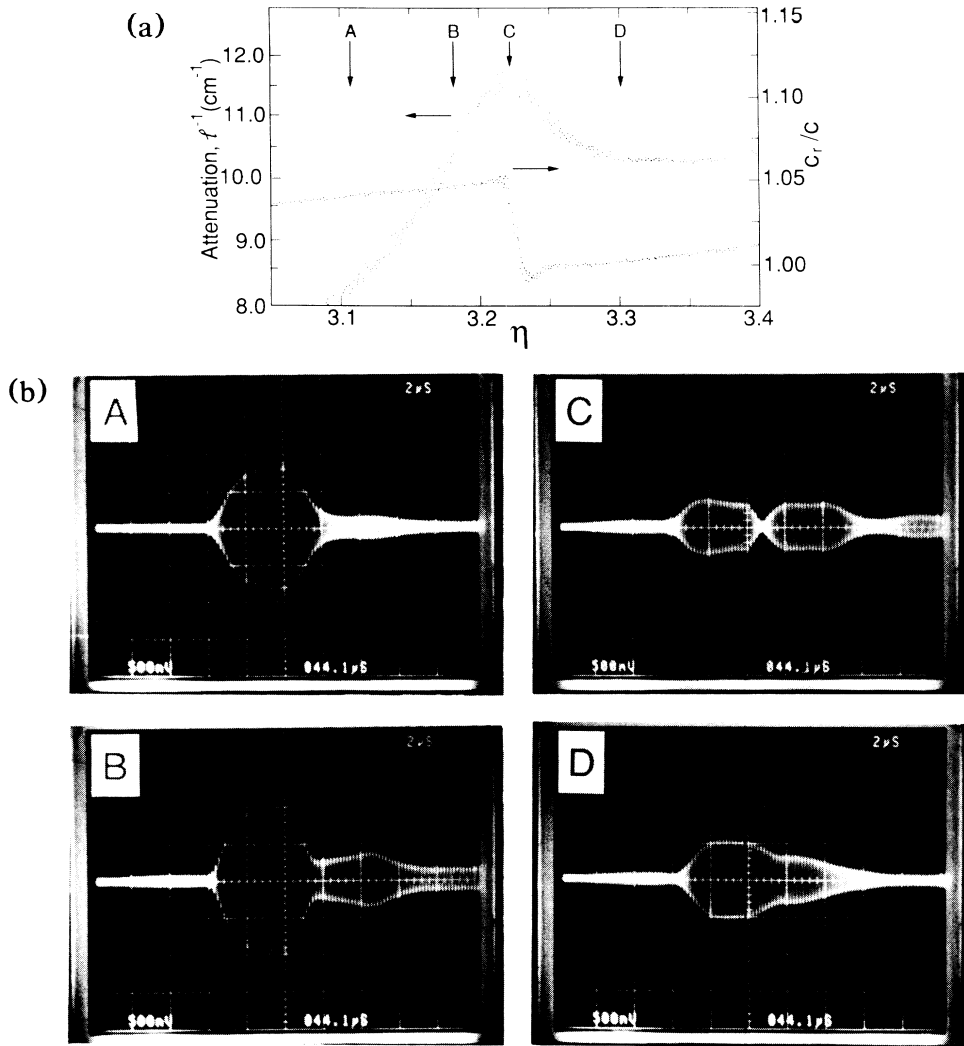 (a)
A B C D
Attenuation, ℓ⁻¹(cm⁻¹)
12.0
11.0
10.0
9.0
8.0
1.15
1.10
1.05
1.00
C_r/C
3.1 3.2 3.3 3.4
η
(b)
A
2μS
500mV 044.1μS
C
2μS
500mV 044.1μS
B
2μS
500mV 044.1μS
D
2μS
500mV 044.1μS